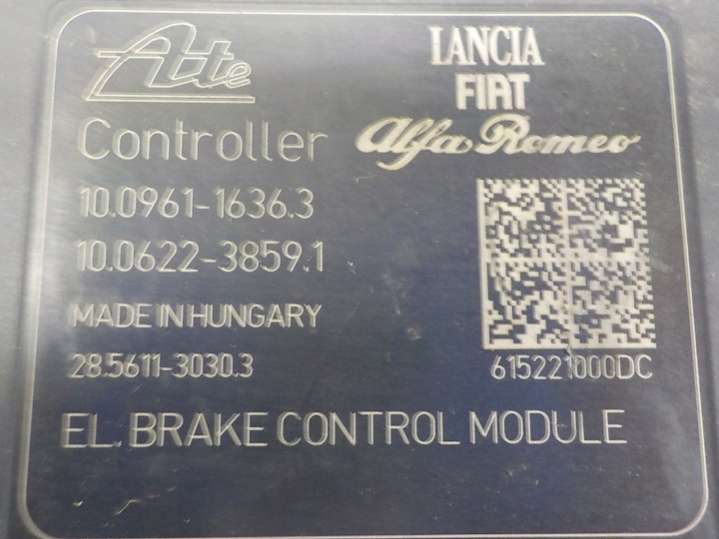 Ate
LANCIA
FIAT
Alfa Romeo
Controller
10.0961-1636.3
10.0622-3859.1
MADE IN HUNGARY
28.5611-3030.3
615221000DC
EL. BRAKE CONTROL MODULE